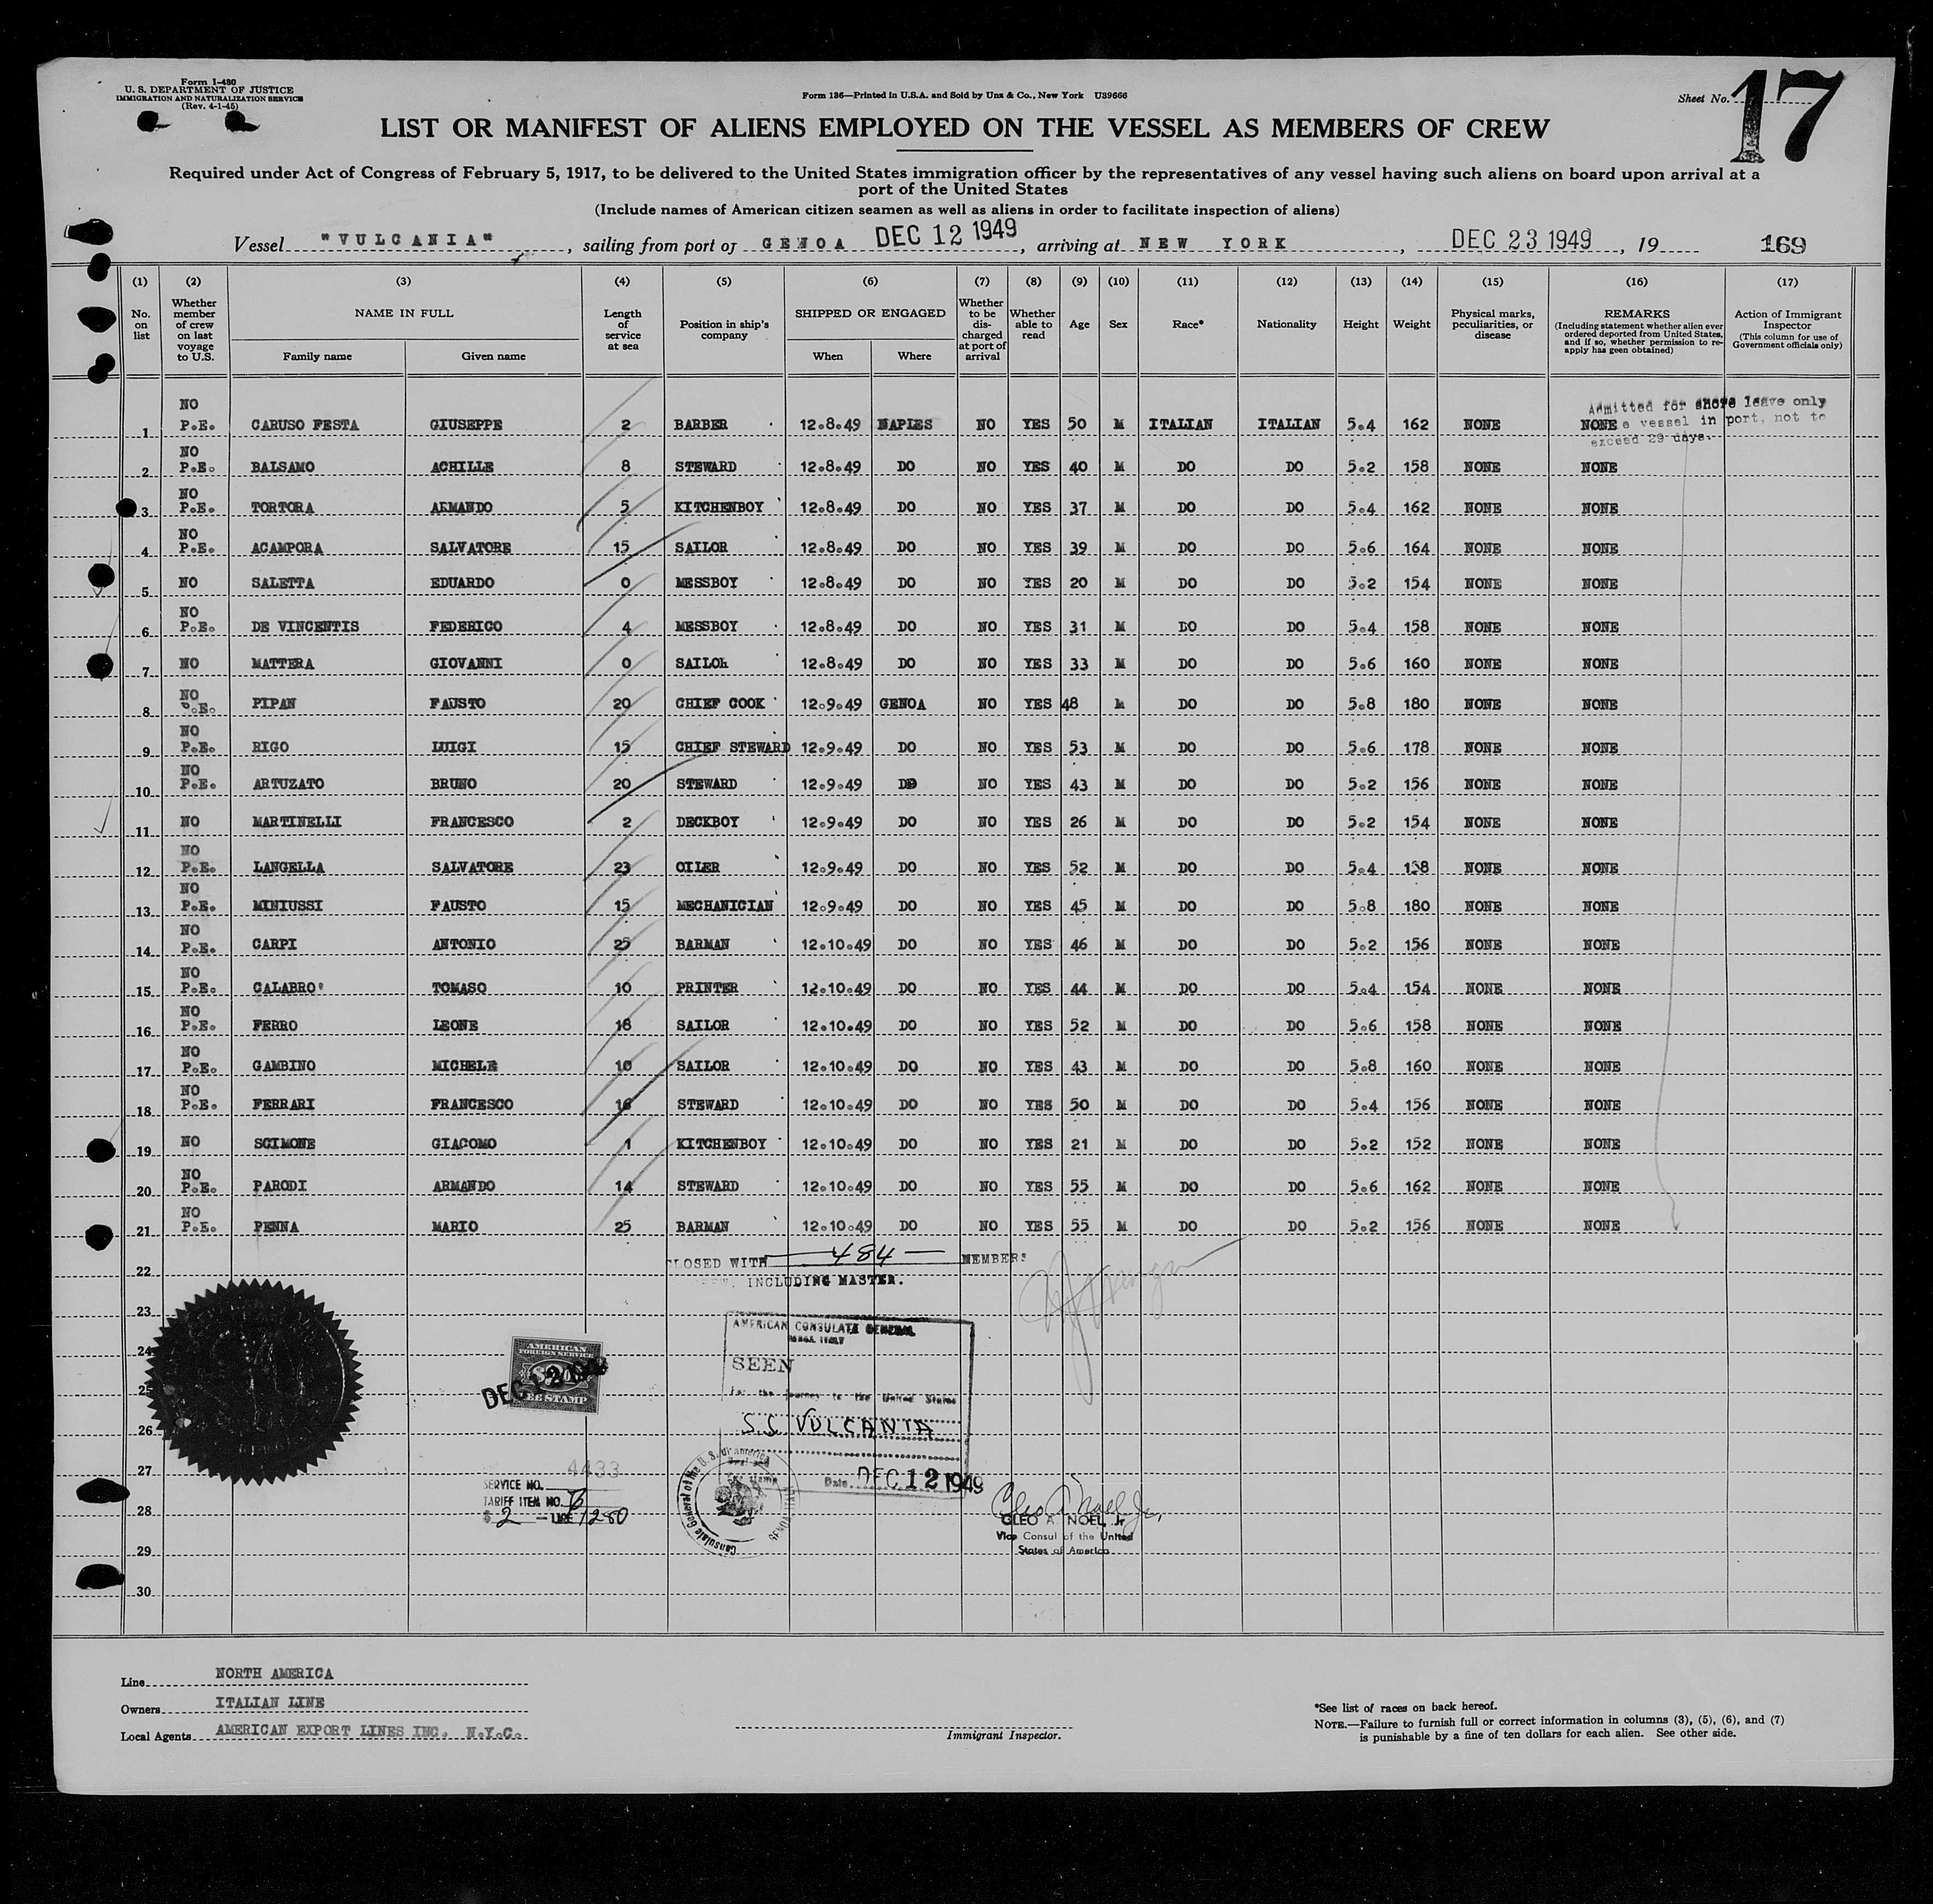 Form I-480
U. S. DEPARTMENT OF JUSTICE
IMMIGRATION AND NATURALIZATION SERVICE
(Rev. 4-1-45)
Form 136—Printed in U.S.A. and Sold by Unz & Co., New York U39666
Sheet No. 17
LIST OR MANIFEST OF ALIENS EMPLOYED ON THE VESSEL AS MEMBERS OF CREW
Required under Act of Congress of February 5, 1917, to be delivered to the United States immigration officer by the representatives of any vessel having such aliens on board upon arrival at a
port of the United States
(Include names of American citizen seamen as well as aliens in order to facilitate inspection of aliens)
Vessel "VULCANIA", sailing from port of GENOA DEC 12 1949, arriving at NEW YORK, DEC 23 1949, 19 169
(1) (2) (3) (4) (5) (6) (7) (8) (9) (10) (11) (12) (13) (14) (15) (16) (17)
No. on list
Whether member of crew on last voyage to U.S.
NAME IN FULL
Family name Given name
Length of service at sea
Position in ship's company
SHIPPED OR ENGAGED
When Where
Whether to be discharged at port of arrival
Whether able to read
Age
Sex
Race*
Nationality
Height
Weight
Physical marks, peculiarities, or disease
REMARKS
(Including statement whether alien ever ordered deported from United States, and if so, whether permission to re-apply has geen obtained)
Action of Immigrant Inspector
(This column for use of Government officials only)
Admitted for shore leave only
vessel in port, not to
exceed 29 days.
1 NO P.E. CARUSO FESTA GIUSEPPE 2 BARBER 12.8.49 NAPLES NO YES 50 M ITALIAN ITALIAN 5.4 162 NONE NONE
2 NO P.E. BALSAMO ACHILLE 8 STEWARD 12.8.49 DO NO YES 40 M DO DO 5.2 158 NONE NONE
3 NO P.E. TORTORA ARMANDO 5 KITCHENBOY 12.8.49 DO NO YES 37 M DO DO 5.4 162 NONE NONE
4 NO P.E. ACAMPORA SALVATORE 15 SAILOR 12.8.49 DO NO YES 39 M DO DO 5.6 164 NONE NONE
5 NO SALETTA EDUARDO 0 MESSBOY 12.8.49 DO NO YES 20 M DO DO 5.2 154 NONE NONE
6 NO P.E. DE VINCENTIS FEDERICO 4 MESSBOY 12.8.49 DO NO YES 31 M DO DO 5.4 158 NONE NONE
7 NO MATTERA GIOVANNI 0 SAILOR 12.8.49 DO NO YES 33 M DO DO 5.6 160 NONE NONE
8 NO P.E. PIPAN FAUSTO 20 CHIEF COOK 12.9.49 GENOA NO YES 48 M DO DO 5.8 180 NONE NONE
9 NO P.E. RIGO LUIGI 15 CHIEF STEWARD 12.9.49 DO NO YES 53 M DO DO 5.6 178 NONE NONE
10 NO P.E. ARTUZATO BRUNO 20 STEWARD 12.9.49 DO NO YES 43 M DO DO 5.2 156 NONE NONE
11 NO MARTINELLI FRANCESCO 2 DECKBOY 12.9.49 DO NO YES 26 M DO DO 5.2 154 NONE NONE
12 NO P.E. LANGELLA SALVATORE 23 OILER 12.9.49 DO NO YES 52 M DO DO 5.4 158 NONE NONE
13 NO P.E. MINIUSSI FAUSTO 15 MECHANICIAN 12.9.49 DO NO YES 45 M DO DO 5.8 180 NONE NONE
14 NO P.E. CARPI ANTONIO 25 BARMAN 12.10.49 DO NO YES 46 M DO DO 5.2 156 NONE NONE
15 NO P.E. CALABRO' TOMASO 10 PRINTER 12.10.49 DO NO YES 44 M DO DO 5.4 154 NONE NONE
16 NO P.E. FERRO LEONE 18 SAILOR 12.10.49 DO NO YES 52 M DO DO 5.6 158 NONE NONE
17 NO P.E. GAMBINO MICHELE 10 SAILOR 12.10.49 DO NO YES 43 M DO DO 5.8 160 NONE NONE
18 NO P.E. FERRARI FRANCESCO 16 STEWARD 12.10.49 DO NO YES 50 M DO DO 5.4 156 NONE NONE
19 NO SCIMONE GIACOMO 1 KITCHENBOY 12.10.49 DO NO YES 21 M DO DO 5.2 152 NONE NONE
20 NO P.E. PARODI ARMANDO 14 STEWARD 12.10.49 DO NO YES 55 M DO DO 5.6 162 NONE NONE
21 NO P.E. PENNA MARIO 25 BARMAN 12.10.49 DO NO YES 55 M DO DO 5.2 156 NONE NONE
22
CLOSED WITH 484 MEMBERS
INCLUDING MASTER.
23
AMERICAN CONSULATE GENERAL
GENOA, ITALY
24
SEEN
AMERICAN
FOREIGN SERVICE
$2
FEE STAMP
DEC 12 1949
25
For the journey to the United States
26
S.S. VULCANIA
27
Date DEC 12 1949
SERVICE NO. 4433
TARIFF ITEM NO. 7
$ 2 — LIRE 1250
28
Consulate General of the U. S. of America
Cleo A. Noel Jr.
CLEO A. NOEL, Jr.
Vice Consul of the United
States of America
29
30
Line NORTH AMERICA
Owners ITALIAN LINE
Local Agents AMERICAN EXPORT LINES INC. N.Y.C.
Immigrant Inspector.
*See list of races on back hereof.
NOTE.—Failure to furnish full or correct information in columns (3), (5), (6), and (7)
is punishable by a fine of ten dollars for each alien. See other side.